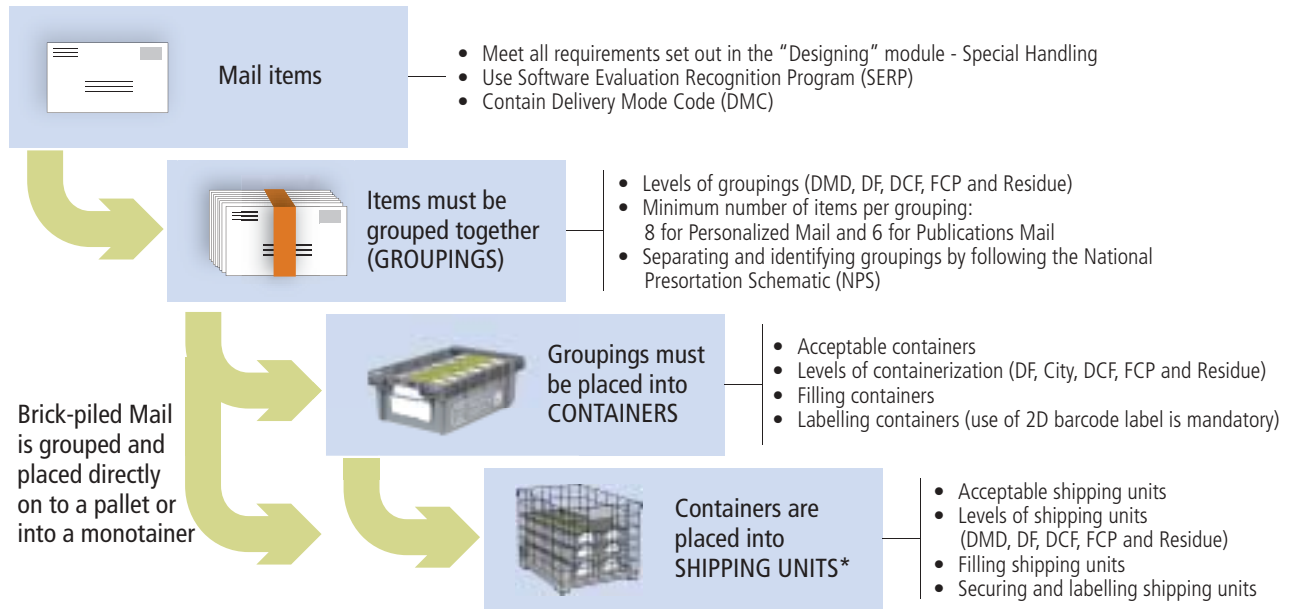 Mail items
• Meet all requirements set out in the “Designing” module - Special Handling
• Use Software Evaluation Recognition Program (SERP)
• Contain Delivery Mode Code (DMC)
Items must be
grouped together
(GROUPINGS)
• Levels of groupings (DMD, DF, DCF, FCP and Residue)
• Minimum number of items per grouping:
8 for Personalized Mail and 6 for Publications Mail
• Separating and identifying groupings by following the National
Presortation Schematic (NPS)
Groupings must
be placed into
CONTAINERS
• Acceptable containers
• Levels of containerization (DF, City, DCF, FCP and Residue)
• Filling containers
• Labelling containers (use of 2D barcode label is mandatory)
Brick-piled Mail
is grouped and
placed directly
on to a pallet or
into a monotainer
Containers are
placed into
SHIPPING UNITS*
• Acceptable shipping units
• Levels of shipping units
(DMD, DF, DCF, FCP and Residue)
• Filling shipping units
• Securing and labelling shipping units